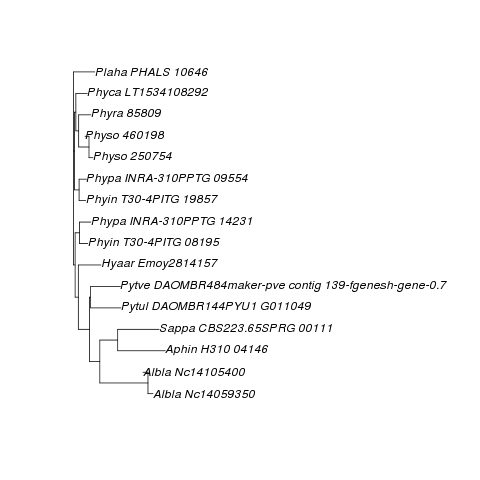 Plaha PHALS 10646
Phyca LT1534108292
Phyra 85809
Physo 460198
Physo 250754
Phypa INRA-310PPTG 09554
Phyin T30-4PITG 19857
Phypa INRA-310PPTG 14231
Phyin T30-4PITG 08195
Hyaar Emoy2814157
Pytve DAOMBR484maker-pve contig 139-fgenesh-gene-0.7
Pytul DAOMBR144PYU1 G011049
Sappa CBS223.65SPRG 00111
Aphin H310 04146
Albla Nc14105400
Albla Nc14059350